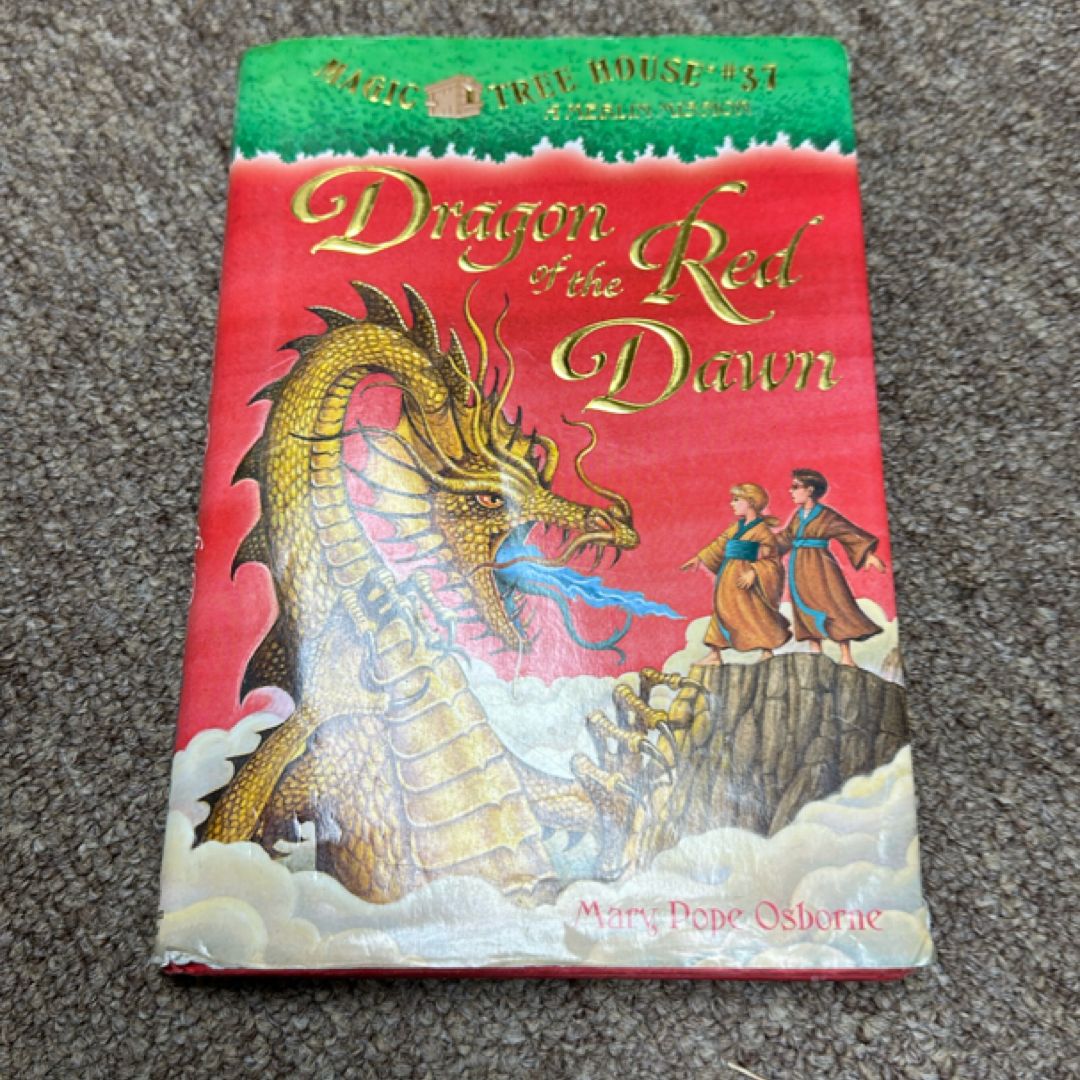 MAGIC TREE HOUSE® #37
A MERLIN MISSION
Dragon
of the Red
Dawn
Mary Pope Osborne